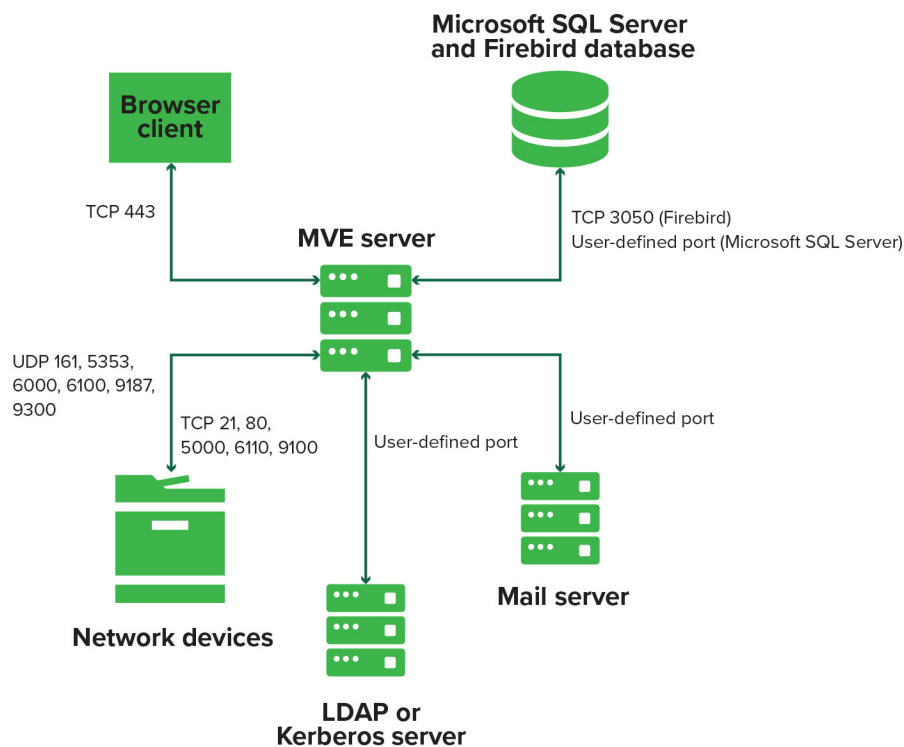 Microsoft SQL Server
and Firebird database
Browser
client
TCP 443
TCP 3050 (Firebird)
User-defined port (Microsoft SQL Server)
MVE server
UDP 161, 5353,
6000, 6100, 9187,
9300
TCP 21, 80,
5000, 6110, 9100
User-defined port
User-defined port
Network devices
Mail server
LDAP or
Kerberos server